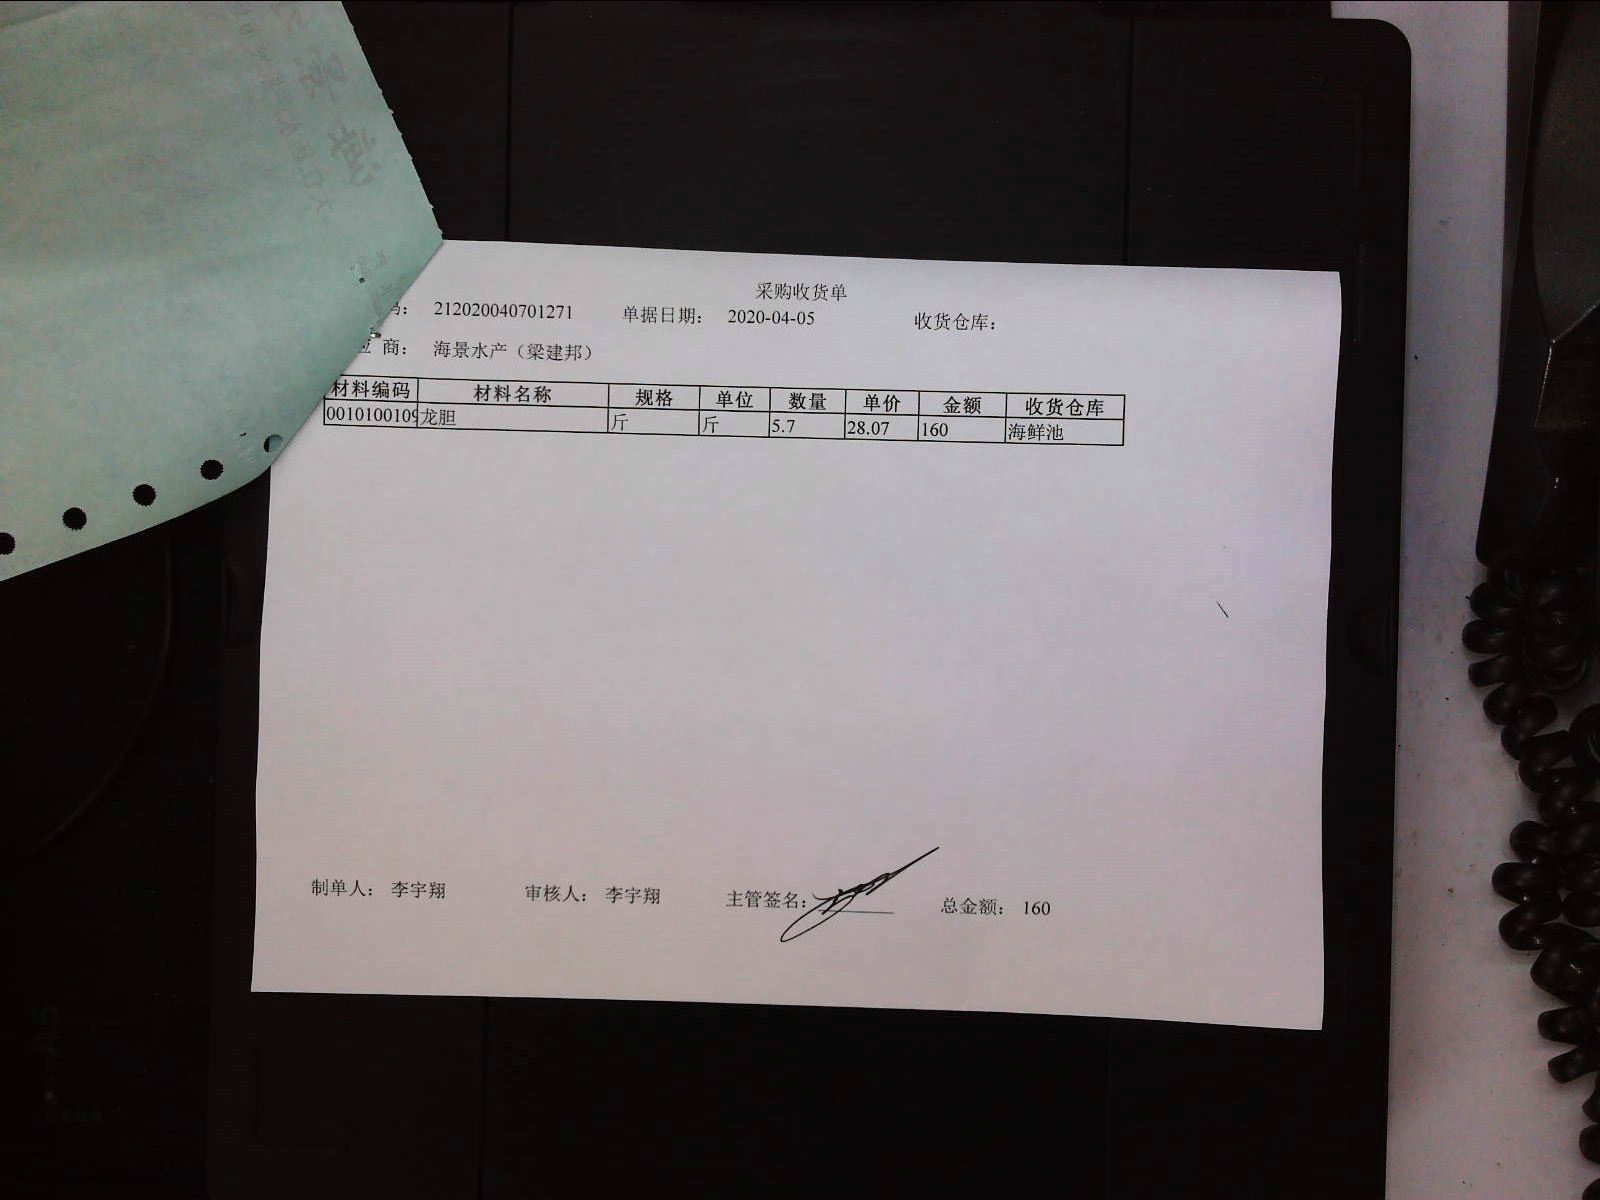 采购收货单
码： 212020040701271 单据日期： 2020-04-05 收货仓库：
应 商： 海景水产（梁建邦）
材料编码 材料名称 规格 单位 数量 单价 金额 收货仓库
0010100109 龙胆 斤 斤 5.7 28.07 160 海鲜池
制单人： 李宇翔 审核人： 李宇翔 主管签名： 总金额： 160